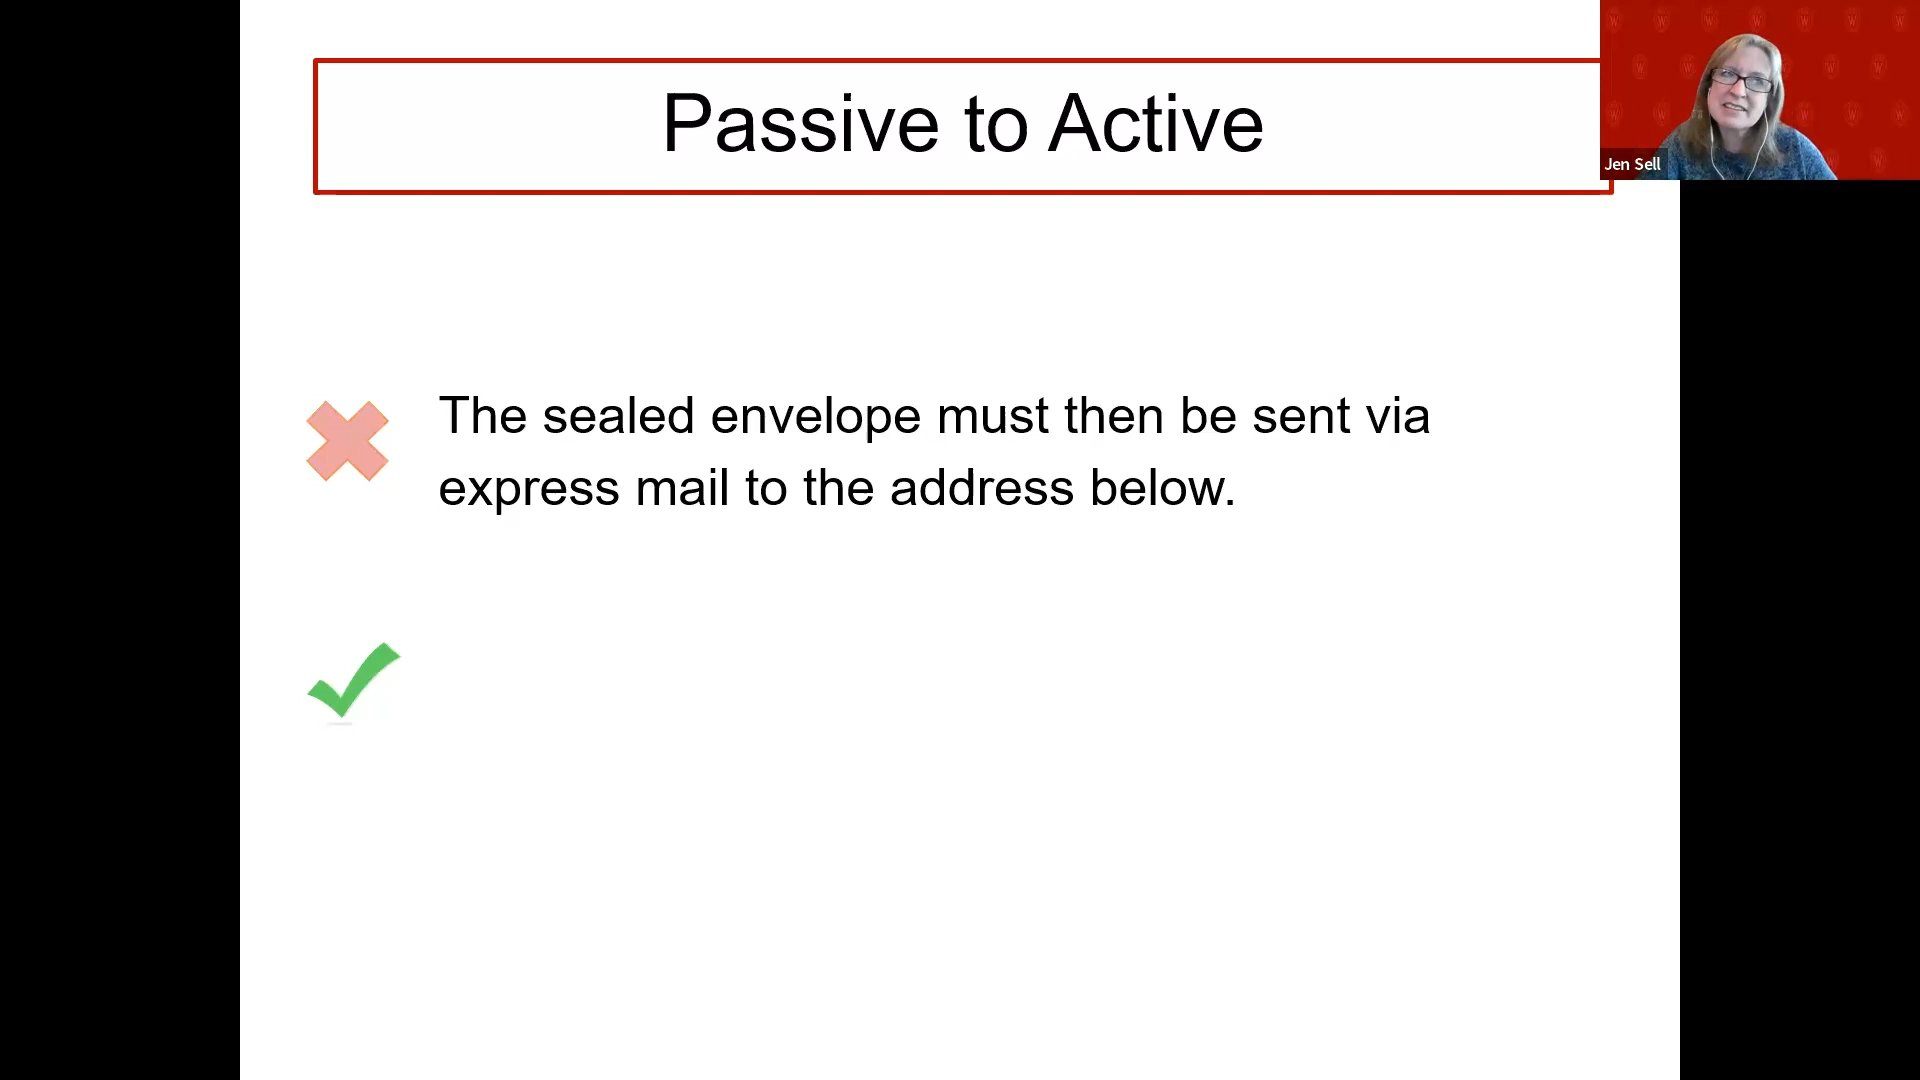 Passive to Active
Jen Sell
The sealed envelope must then be sent via
express mail to the address below.